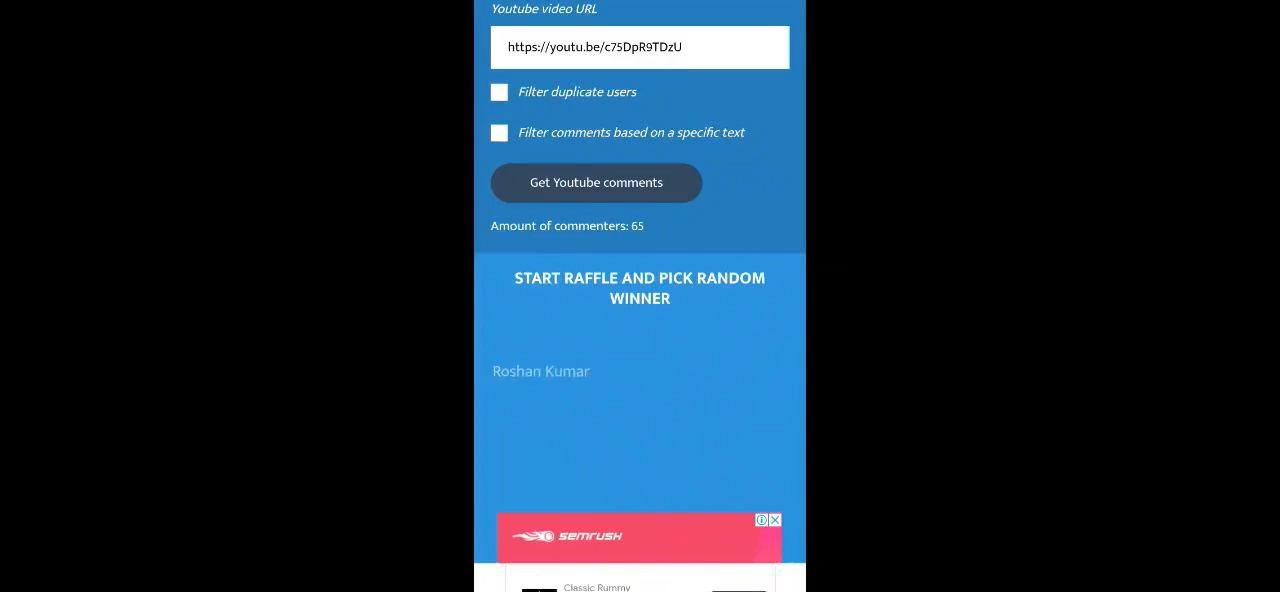 Youtube video URL
https://youtu.be/c75DpR9TDzU
Filter duplicate users
Filter comments based on a specific text
Get Youtube comments
Amount of commenters: 65
START RAFFLE AND PICK RANDOM
WINNER
Roshan Kumar
semrush
Classic Rummy